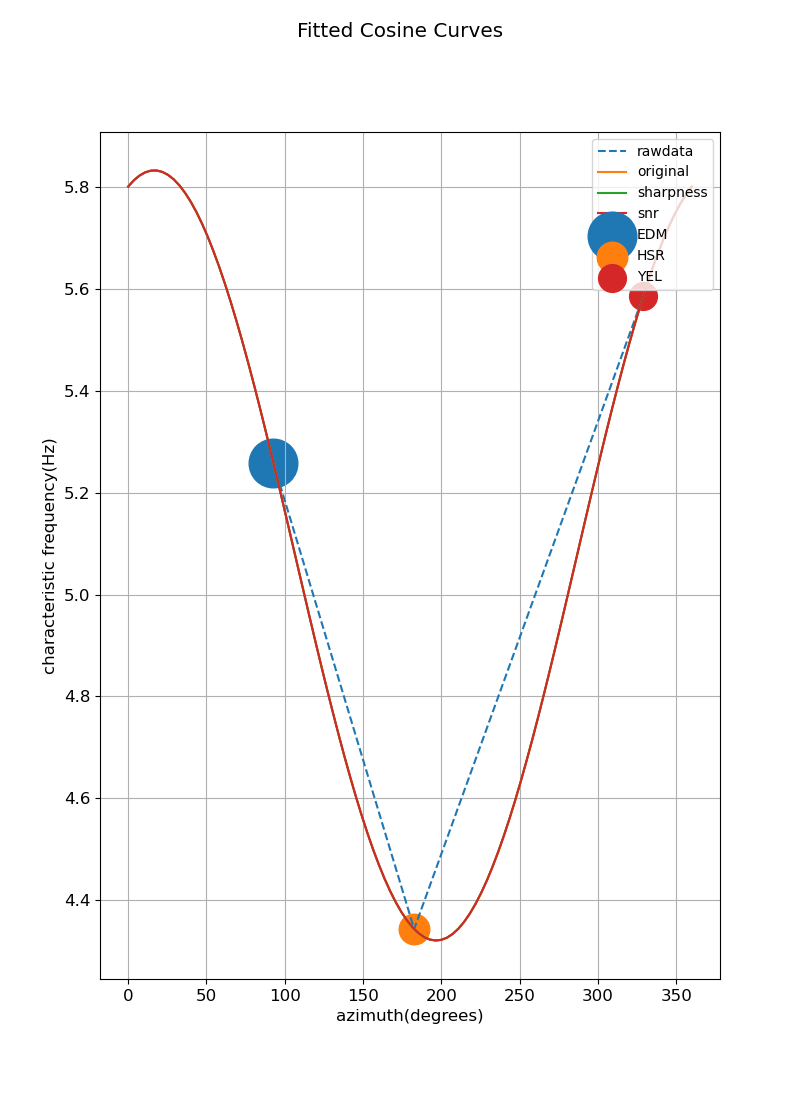 Fitted Cosine Curves
rawdata
original
sharpness
snr
EDM
HSR
YEL
5.8
5.6
5.4
5.2
5.0
4.8
4.6
4.4
characteristic frequency(Hz)
0 50 100 150 200 250 300 350
azimuth(degrees)